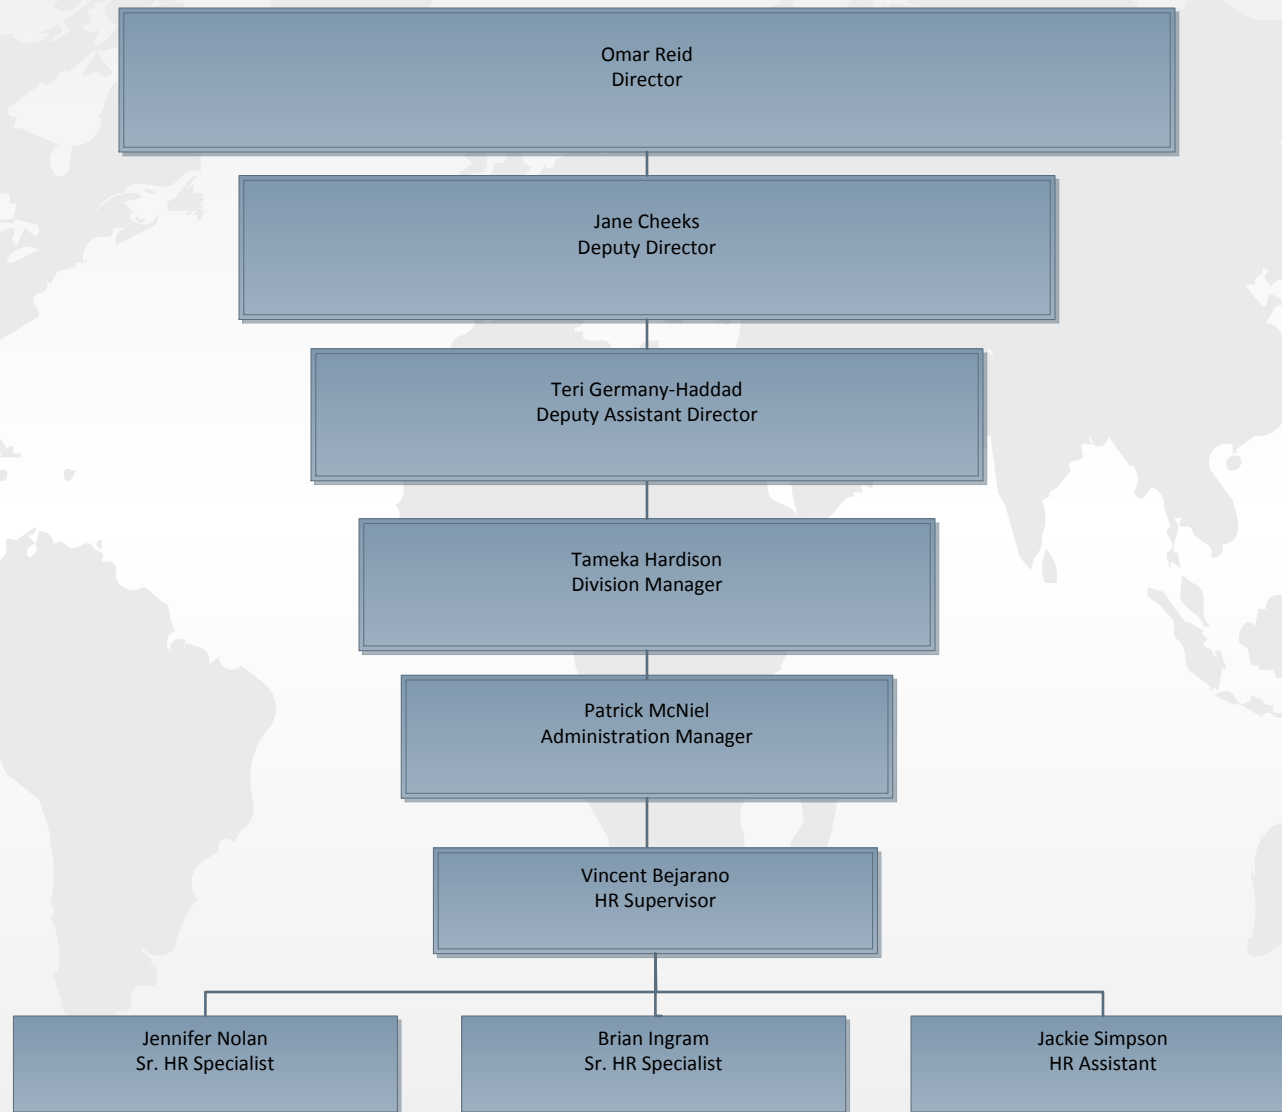 Omar Reid
Director
Jane Cheeks
Deputy Director
Teri Germany-Haddad
Deputy Assistant Director
Tameka Hardison
Division Manager
Patrick McNiel
Administration Manager
Vincent Bejarano
HR Supervisor
Jennifer Nolan
Sr. HR Specialist
Brian Ingram
Sr. HR Specialist
Jackie Simpson
HR Assistant